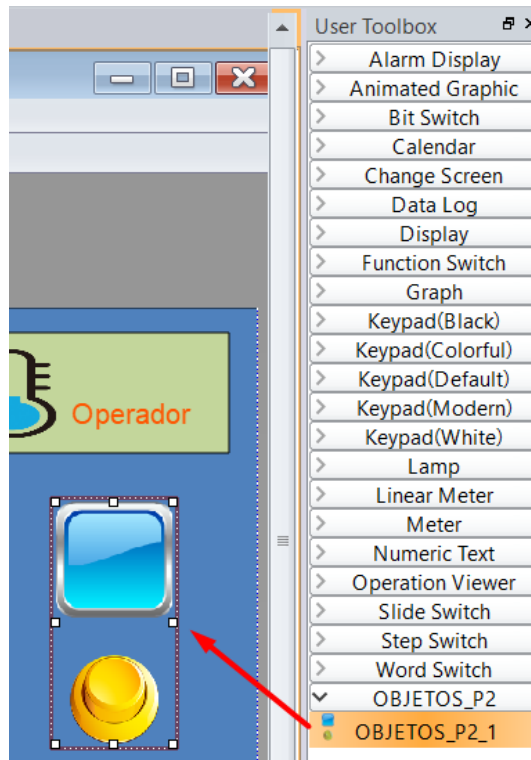 User Toolbox
Alarm Display
Animated Graphic
Bit Switch
Calendar
Change Screen
Data Log
Display
Function Switch
Graph
Keypad(Black)
Keypad(Colorful)
Keypad(Default)
Keypad(Modern)
Keypad(White)
Lamp
Linear Meter
Meter
Numeric Text
Operation Viewer
Slide Switch
Step Switch
Word Switch
OBJETOS_P2
OBJETOS_P2_1
Operador